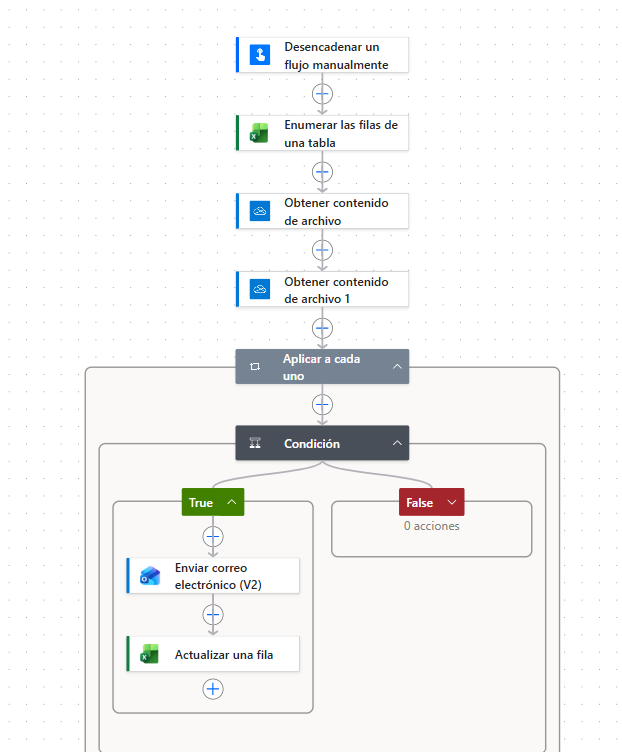 Desencadenar un
flujo manualmente
Enumerar las filas de
una tabla
Obtener contenido
de archivo
Obtener contenido
de archivo 1
Aplicar a cada
uno
Condición
True
False
0 acciones
Enviar correo
electrónico (V2)
Actualizar una fila